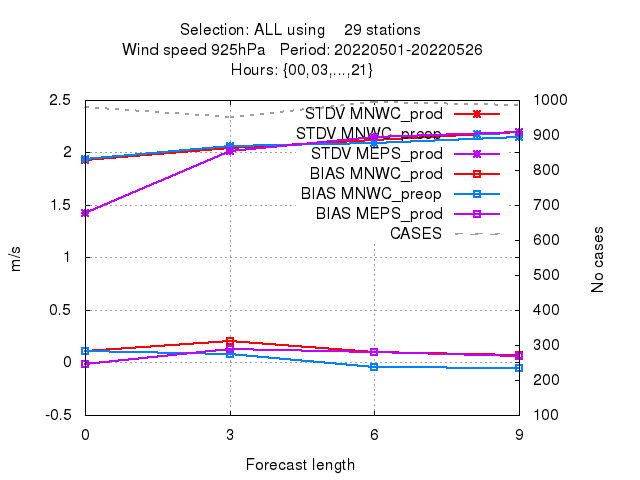 Selection: ALL using 29 stations
Wind speed 925hPa Period: 20220501-20220526
Hours: {00,03,...,21}
STDV MNWC_prod
STDV MNWC_preop
STDV MEPS_prod
BIAS MNWC_prod
BIAS MNWC_preop
BIAS MEPS_prod
CASES
2.5
2
1.5
1
0.5
0
-0.5
m/s
1000
900
800
700
600
500
400
300
200
100
No cases
0 3 6 9
Forecast length